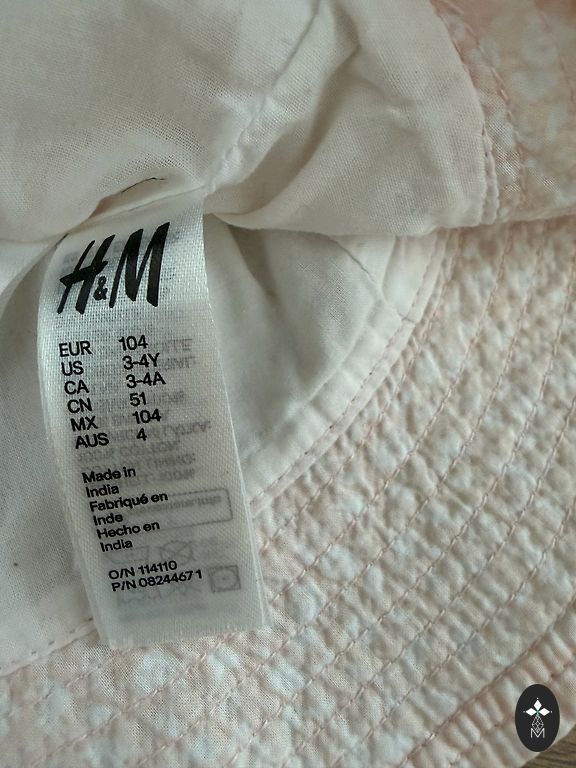 H&M
EUR 104
US 3-4Y
CA 3-4A
CN 51
MX 104
AUS 4
Made in
India
Fabriqué en
Inde
Hecho en
India
O/N 114110
P/N 08244671
M